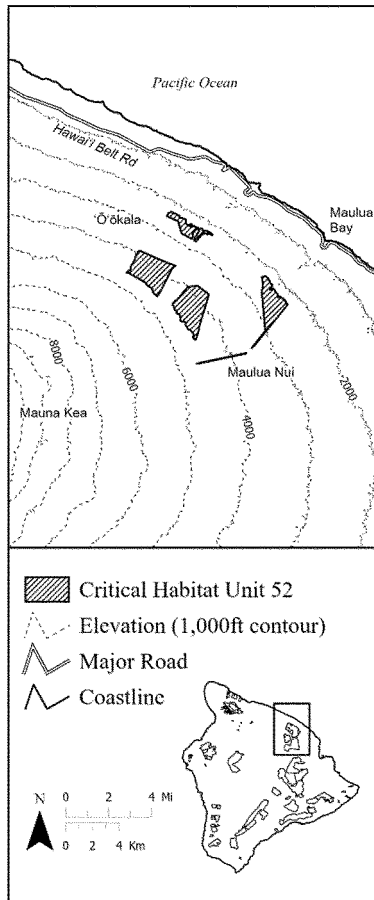 Pacific Ocean
Hawai'i Belt Rd
Maulua
Bay
'Ō'ōkala
8000
6000
Maulua Nui
2000
Mauna Kea
4000
Critical Habitat Unit 52
Elevation (1,000ft contour)
Major Road
Coastline
N
0 2 4 Mi
0 2 4 Km